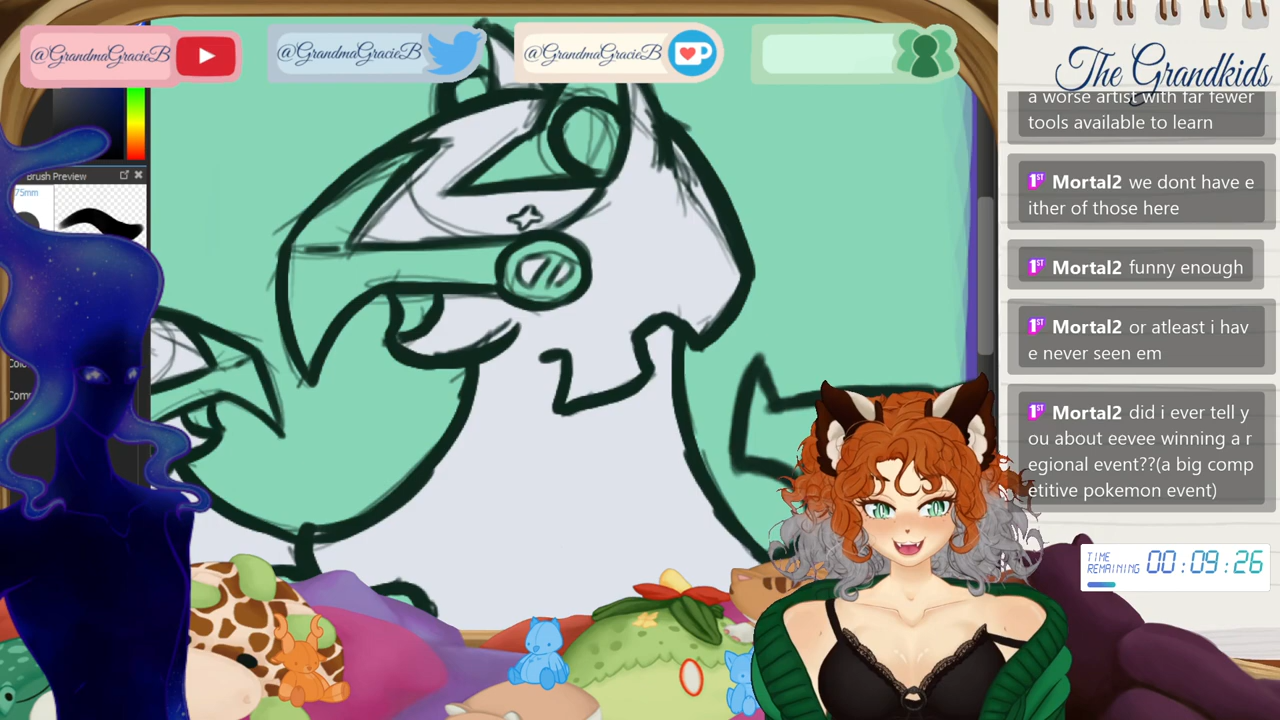 @GrandmaGracieB
@GrandmaGracieB
@GrandmaGracieB
The Grandkids
a worse artist with far fewer
tools available to learn
Mortal2 we dont have e
ither of those here
Mortal2 funny enough
Mortal2 or atleast i hav
e never seen em
Mortal2 did i ever tell y
ou about eevee winning a r
egional event??(a big comp
etitive pokemon event)
TIME
REMAINING 00:09:26
Brush Preview
75mm